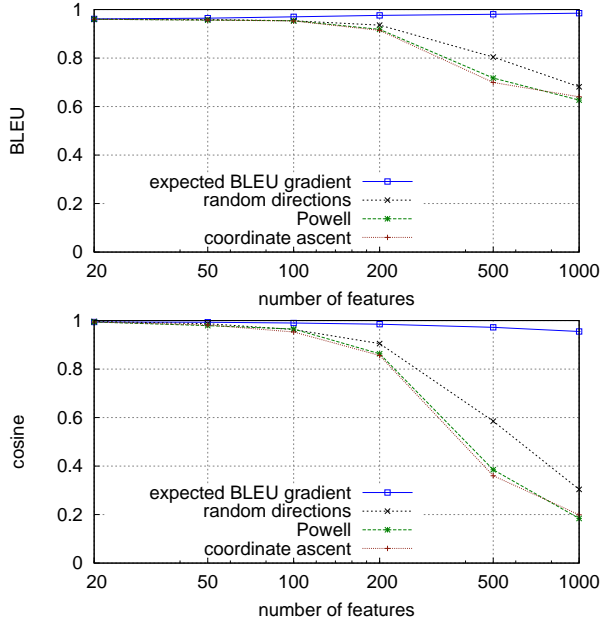 1
0.8
0.6
0.4
0.2
0
BLEU
expected BLEU gradient
random directions
Powell
coordinate ascent
20 50 100 200 500 1000
number of features
1
0.8
0.6
0.4
0.2
0
cosine
expected BLEU gradient
random directions
Powell
coordinate ascent
20 50 100 200 500 1000
number of features